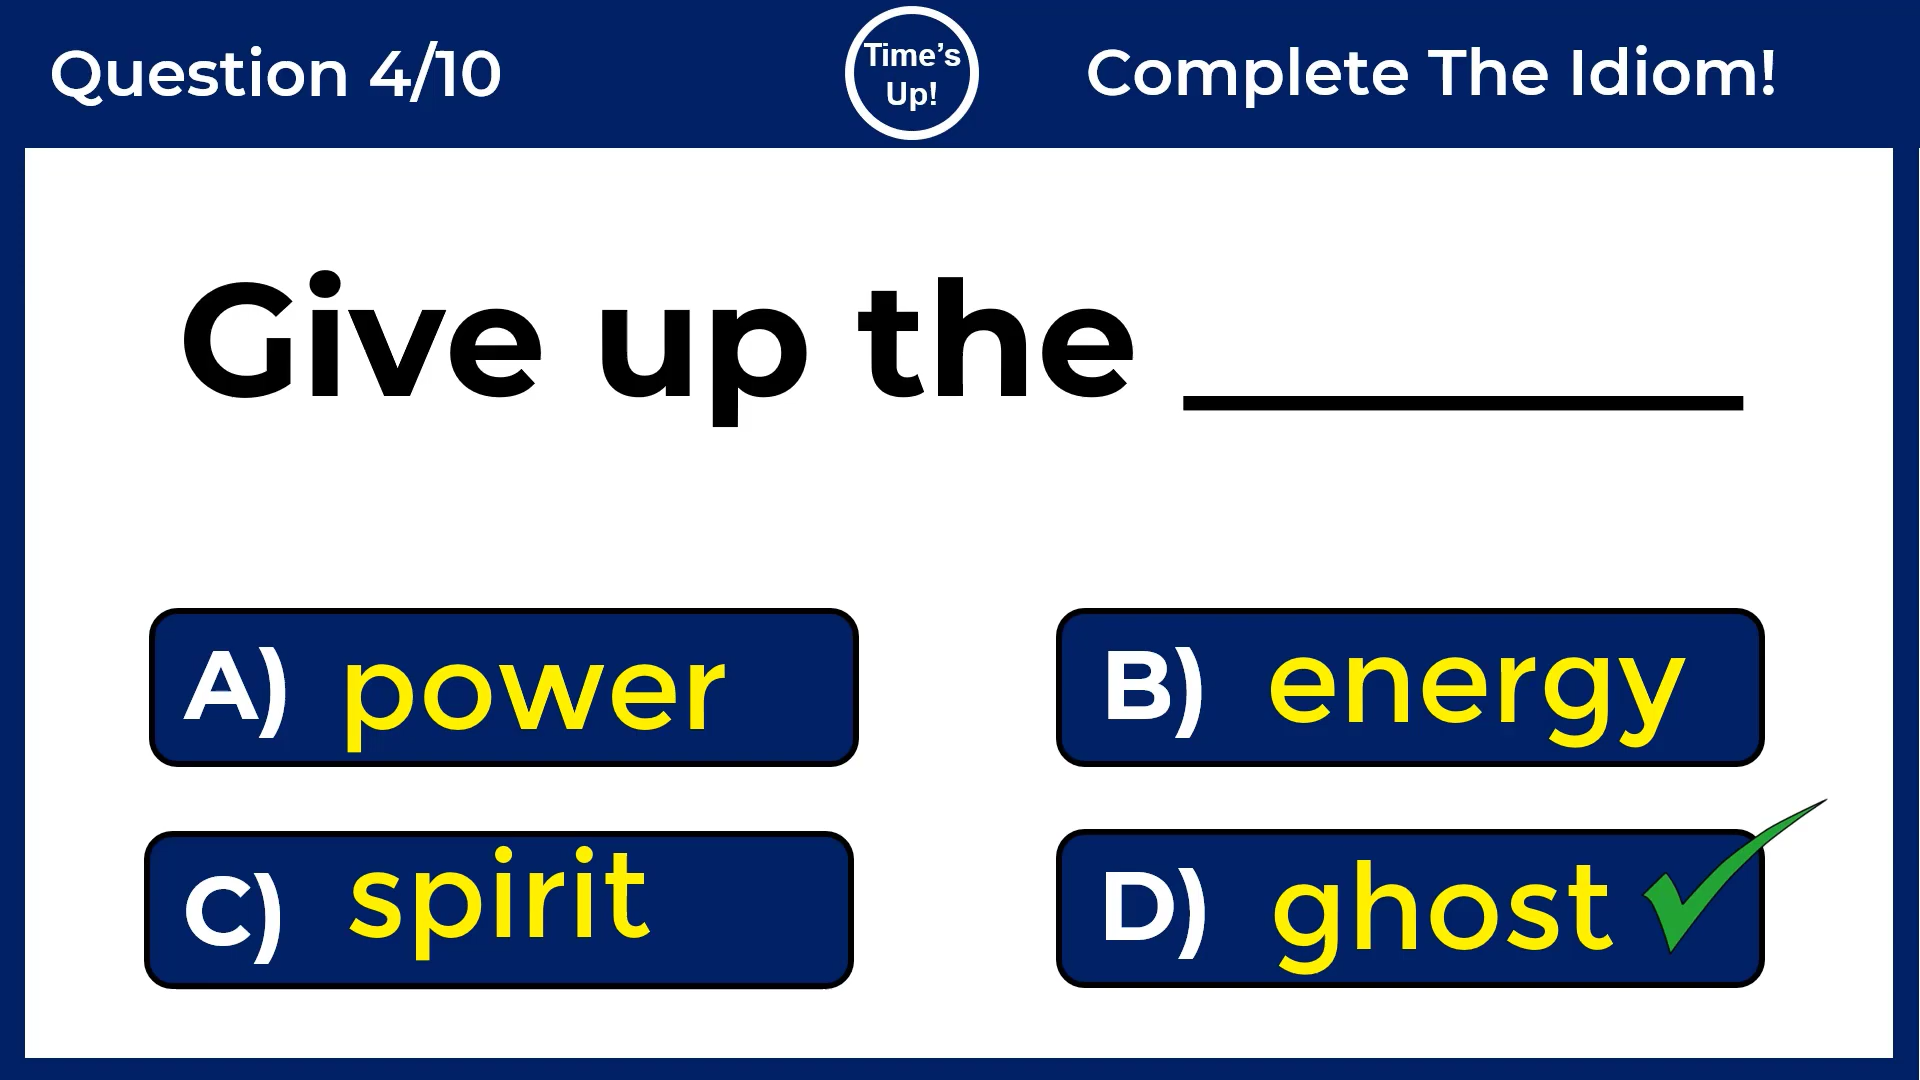 Question 4/10
Time’s
Up!
Complete The Idiom!
Give up the ________
A) power
B) energy
C) spirit
D) ghost